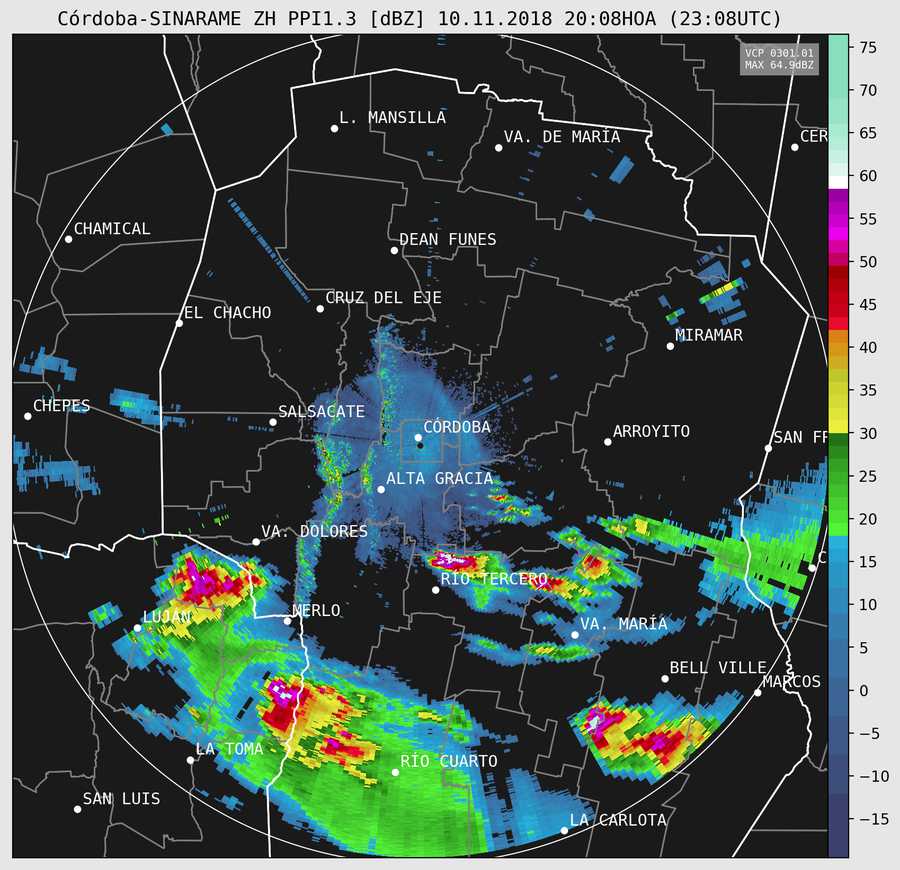 Córdoba-SINARAME ZH PPI1.3 [dBZ] 10.11.2018 20:08HOA (23:08UTC)
VCP 0301.01
MAX 64.9dBZ
75
70
65
60
55
50
45
40
35
30
25
20
15
10
5
0
−5
−10
−15
L. MANSILLA
VA. DE MARÍA
CER
CHAMICAL
DEAN FUNES
CRUZ DEL EJE
EL CHACHO
MIRAMAR
CHEPES
SALSACATE
CÓRDOBA
ARROYITO
SAN FR
ALTA GRACIA
VA. DOLORES
C
RÍO TERCERO
MERLO
LUJÁN
VA. MARÍA
BELL VILLE
MARCOS
LA TOMA
RÍO CUARTO
SAN LUIS
LA CARLOTA